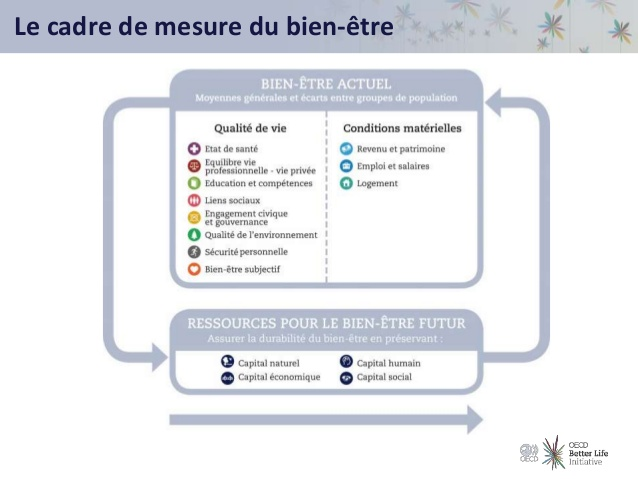 Le cadre de mesure du bien-être
BIEN-ÊTRE ACTUEL
Moyennes générales et écarts entre groupes de population
Qualité de vie
Etat de santé
Equilibre vie
professionnelle - vie privée
Education et compétences
Liens sociaux
Engagement civique
et gouvernance
Qualité de l'environnement
Sécurité personnelle
Bien-être subjectif
Conditions matérielles
Revenu et patrimoine
Emploi et salaires
Logement
RESSOURCES POUR LE BIEN-ÊTRE FUTUR
Assurer la durabilité du bien-être en préservant :
Capital naturel
Capital humain
Capital économique
Capital social
OECD
OECD
Better Life
Initiative